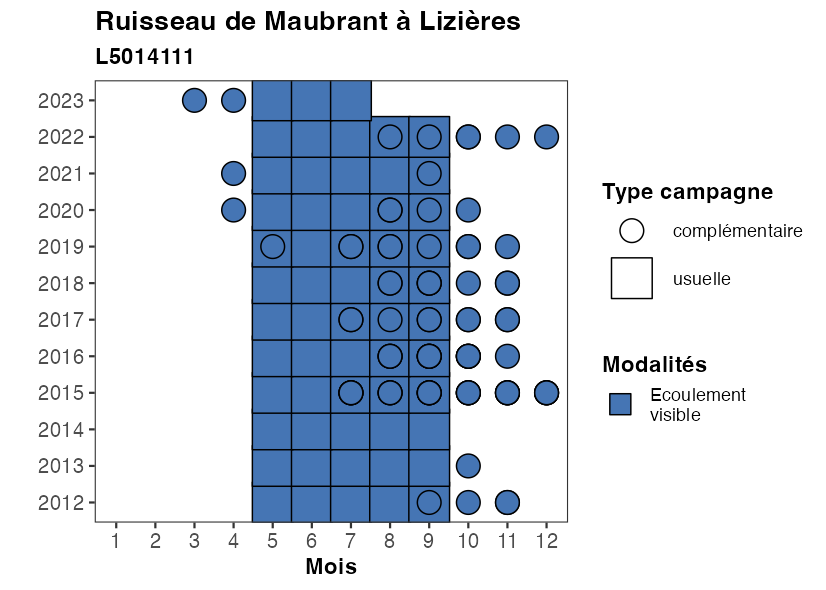 Ruisseau de Maubrant à Lizières
L5014111
2023
2022
2021
2020
2019
2018
2017
2016
2015
2014
2013
2012
1 2 3 4 5 6 7 8 9 10 11 12
Mois
Type campagne
complémentaire
usuelle
Modalités
Ecoulement
visible